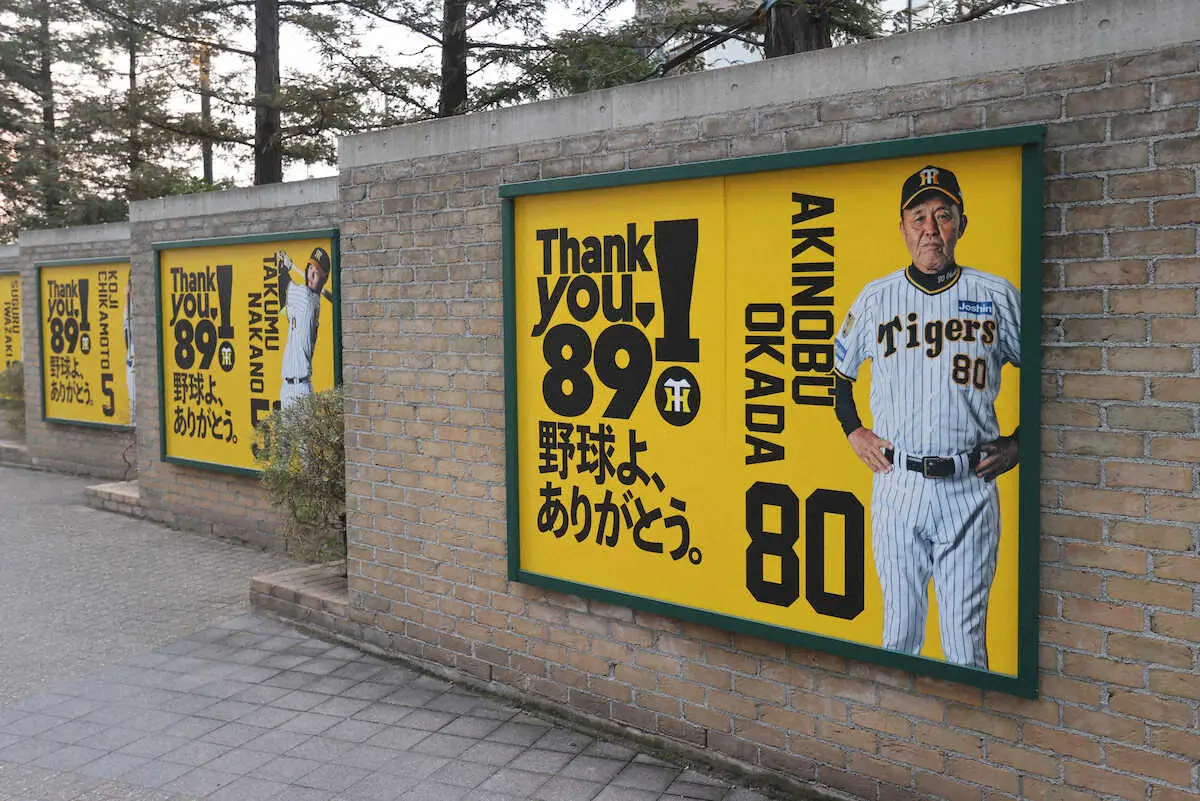 SUGURU
IWAZAKI
KOJI
CHIKAMOTO
5
Thank
you. !
89.
野球よ、
ありがとう。
TAKUMU
NAKANO
Thank
you. !
89.
野球よ、
ありがとう。
AKINOBU
OKADA
80
Thank
you. !
89.
野球よ、
ありがとう。
Joshin
Tigers
80